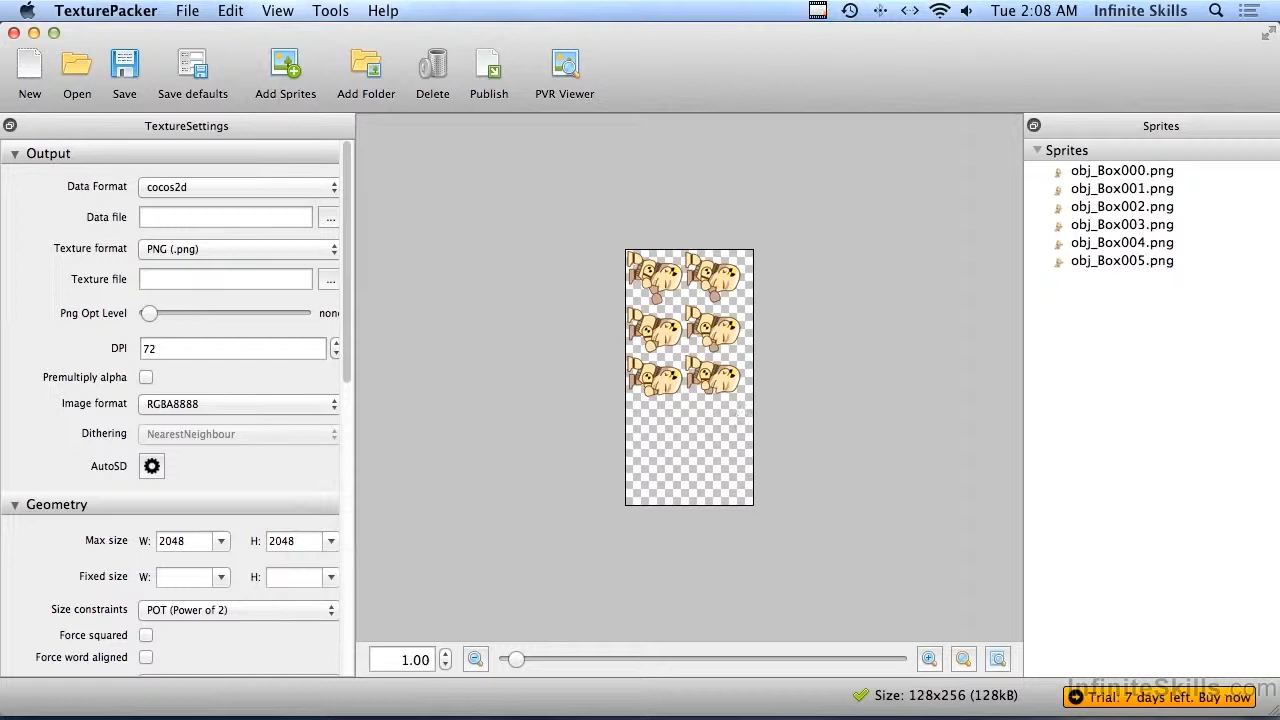 TexturePacker File Edit View Tools Help Tue 2:08 AM Infinite Skills
New Open Save Save defaults Add Sprites Add Folder Delete Publish PVR Viewer
TextureSettings
Output
Data Format cocos2d
Data file ...
Texture format PNG (.png)
Texture file ...
Png Opt Level none
DPI 72
Premultiply alpha
Image format RGBA8888
Dithering NearestNeighbour
AutoSD
Geometry
Max size W: 2048 H: 2048
Fixed size W: H:
Size constraints POT (Power of 2)
Force squared
Force word aligned
1.00
Sprites
Sprites
obj_Box000.png
obj_Box001.png
obj_Box002.png
obj_Box003.png
obj_Box004.png
obj_Box005.png
Size: 128x256 (128kB)
InfiniteSkills.com
Trial: 7 days left. Buy now